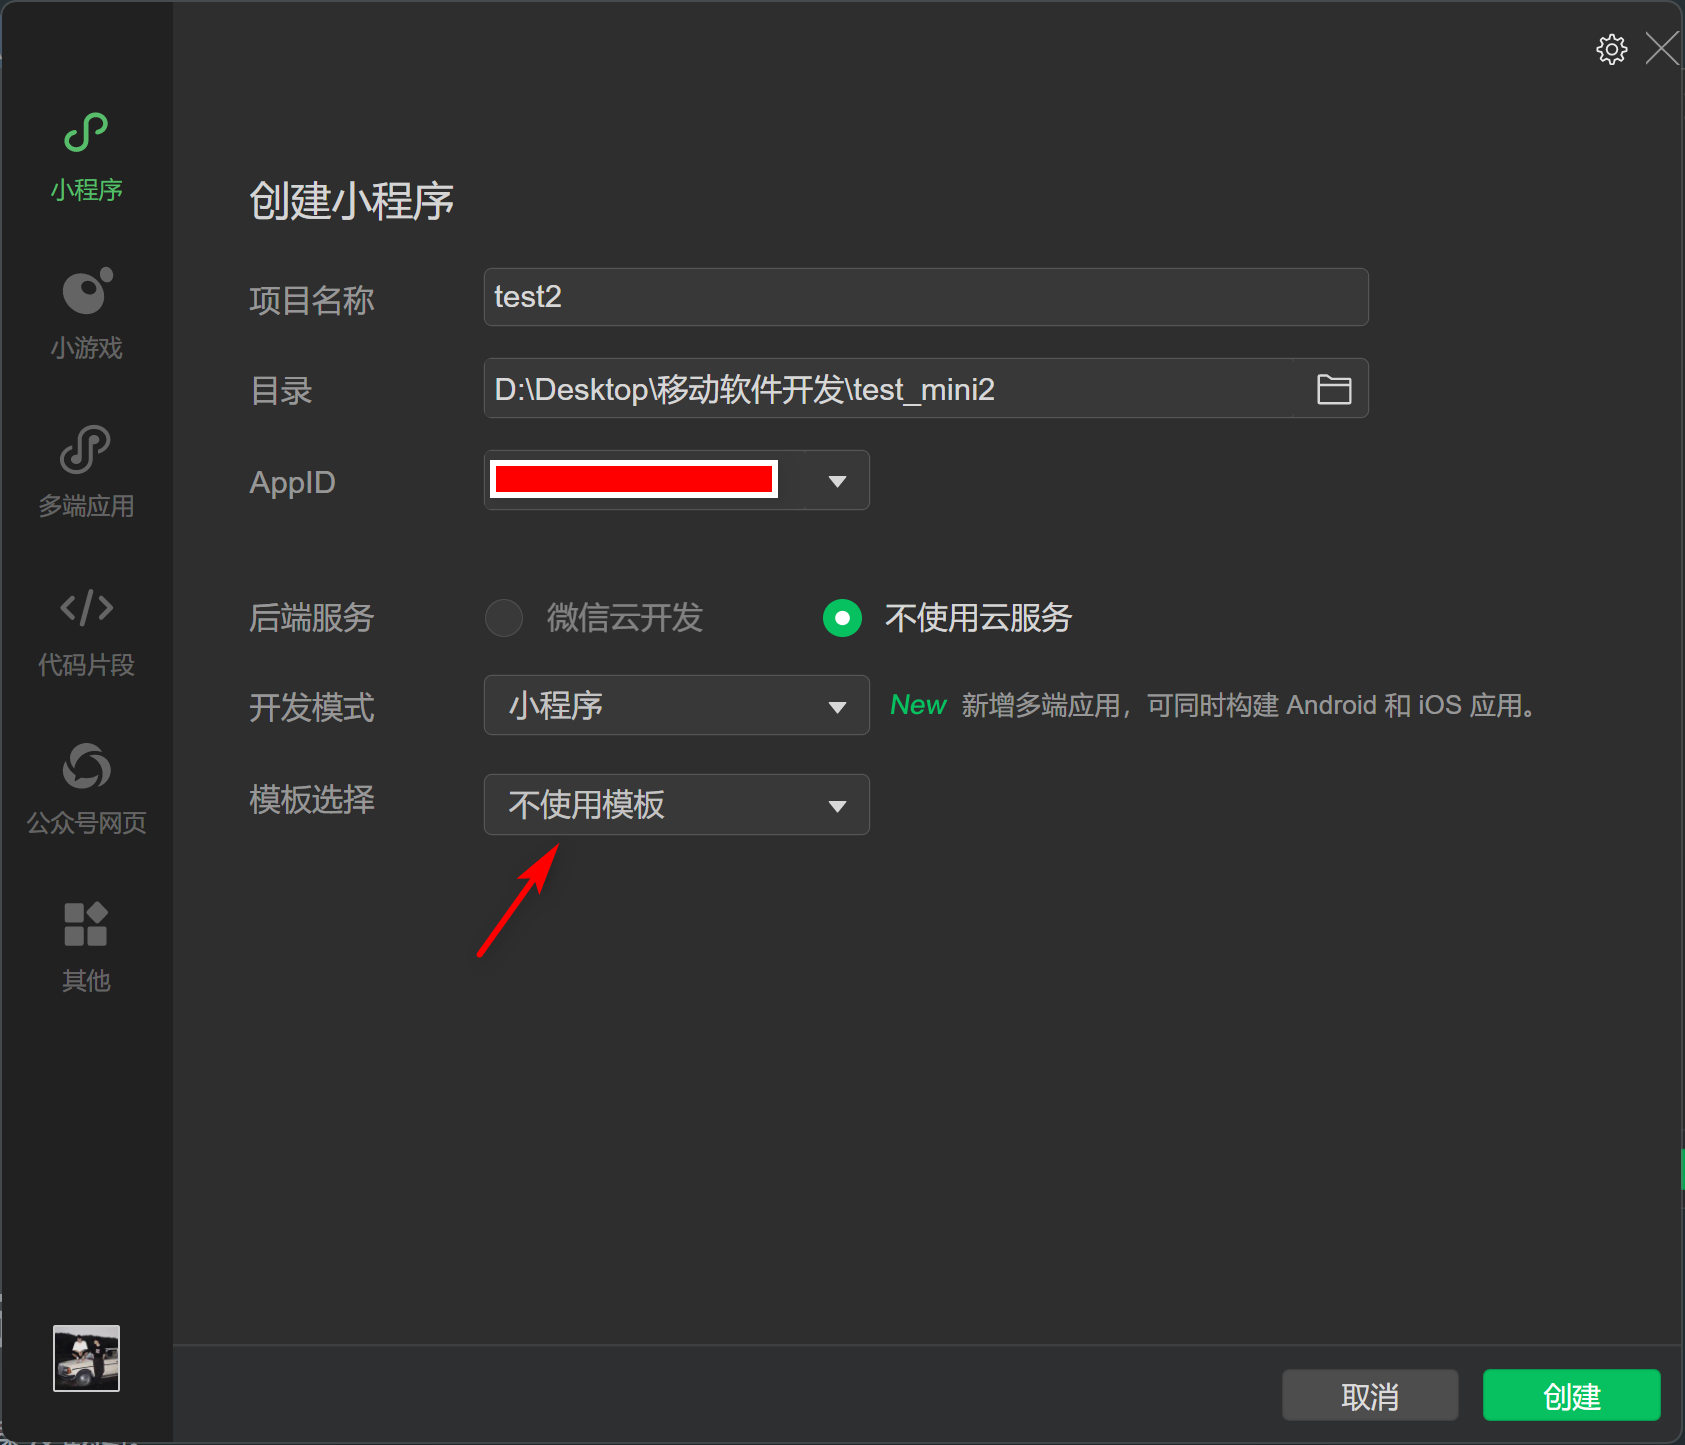 小程序
小游戏
多端应用
代码片段
公众号网页
其他
创建小程序
项目名称 test2
目录 D:\Desktop\移动软件开发\test_mini2
AppID
后端服务 微信云开发 不使用云服务
开发模式 小程序 New 新增多端应用，可同时构建 Android 和 iOS 应用。
模板选择 不使用模板
取消 创建